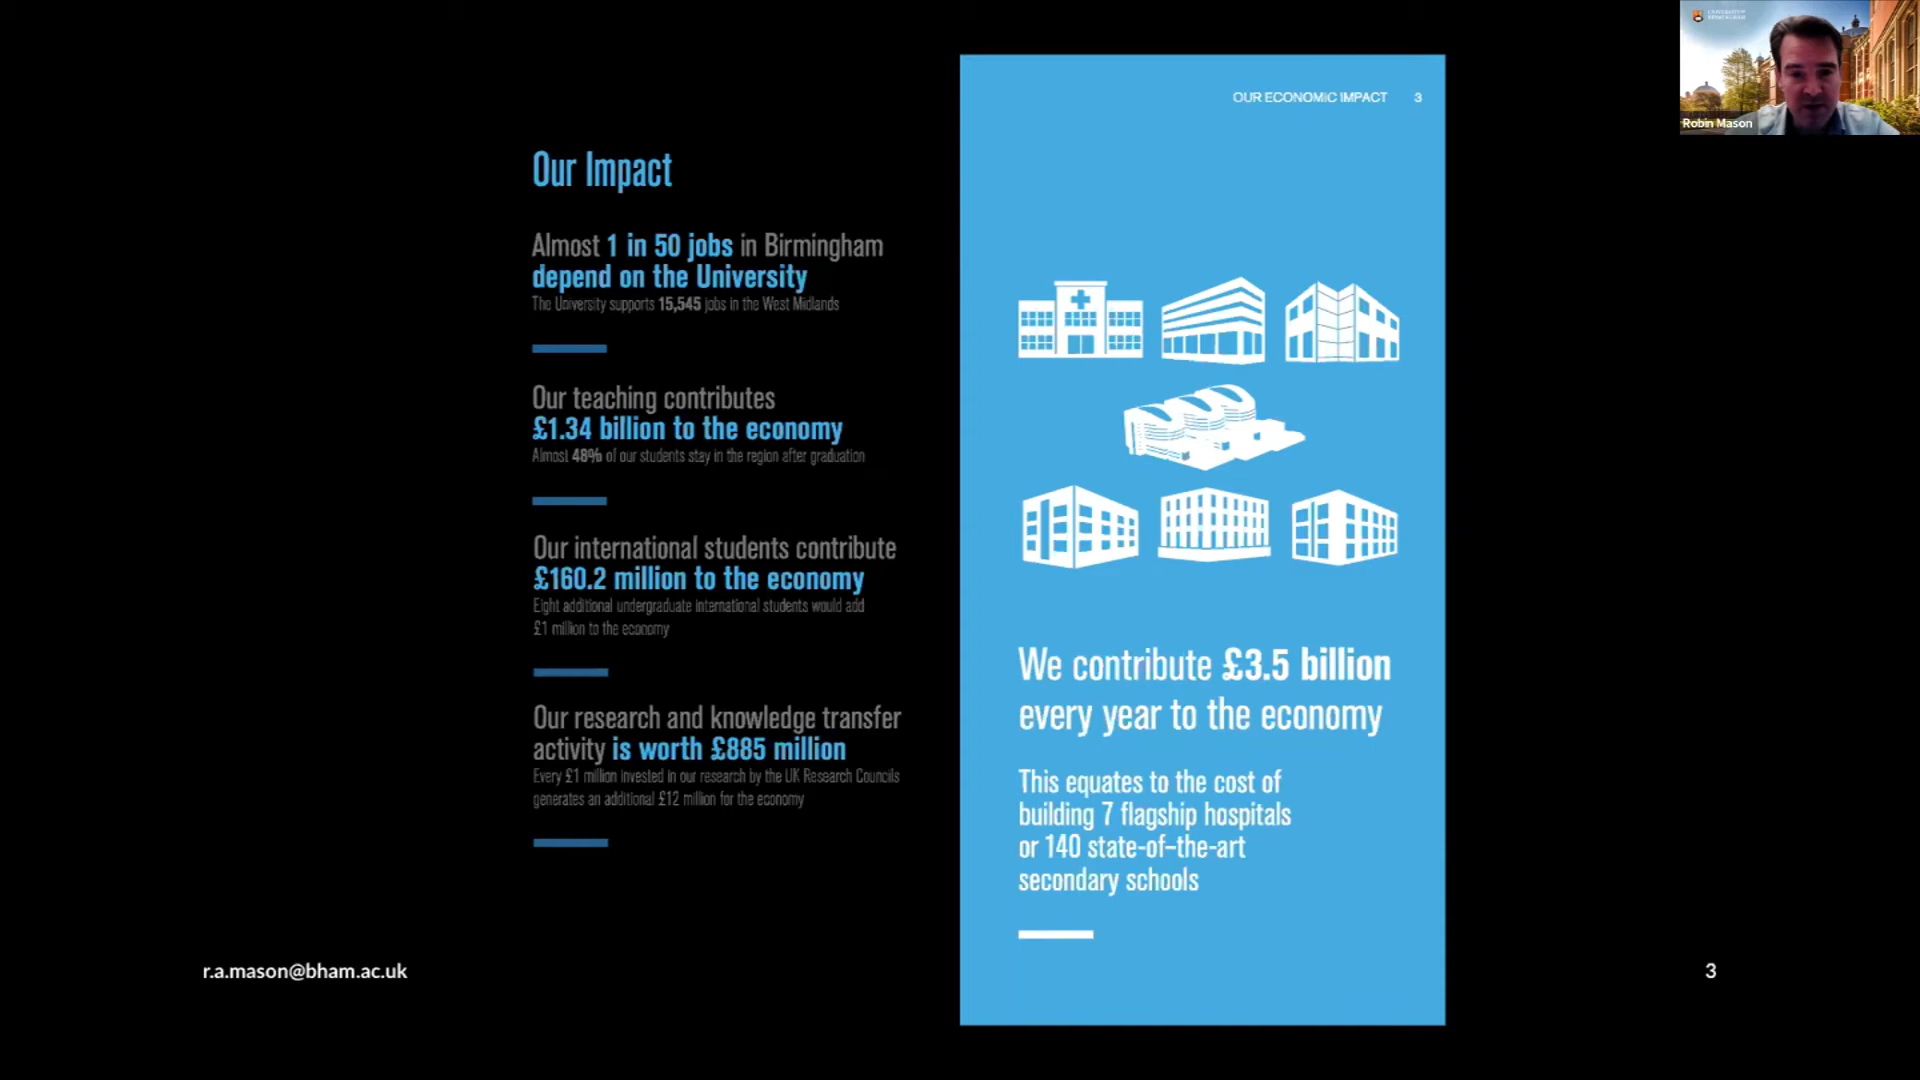 Our Impact
Almost 1 in 50 jobs in Birmingham
depend on the University
The University supports 15,545 jobs in the West Midlands
Our teaching contributes
£1.34 billion to the economy
Almost 48% of our students stay in the region after graduation
Our international students contribute
£160.2 million to the economy
Eight additional undergraduate international students would add
£1 million to the economy
Our research and knowledge transfer
activity is worth £885 million
Every £1 million invested in our research by the UK Research Councils
generates an additional £12 million for the economy
OUR ECONOMIC IMPACT 3
We contribute £3.5 billion
every year to the economy
This equates to the cost of
building 7 flagship hospitals
or 140 state-of-the-art
secondary schools
r.a.mason@bham.ac.uk
3
UNIVERSITY OF
BIRMINGHAM
Robin Mason